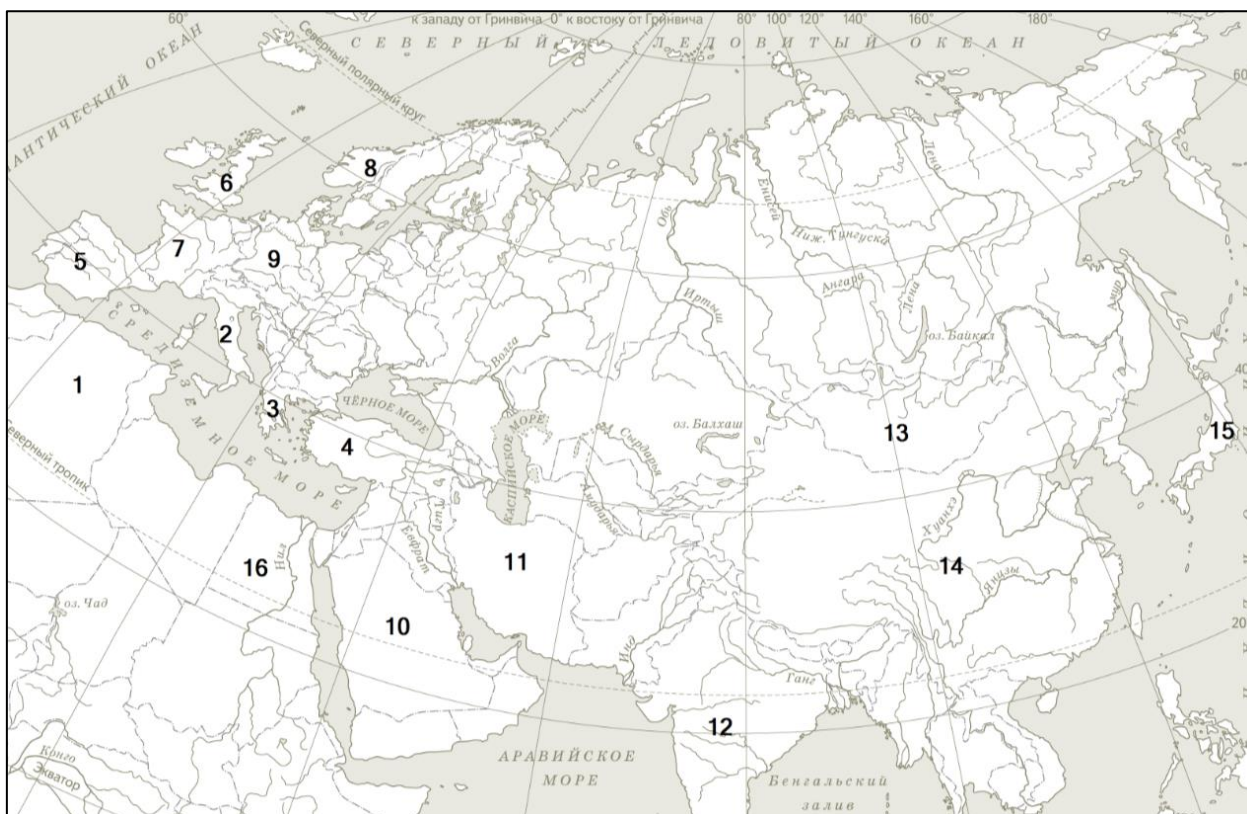 60°
к западу от Гринвича 0° к востоку от Гринвича
80° 100° 120° 140° 160° 180°
СЕВЕРНЫЙ ЛЕДОВИТЫЙ ОКЕАН
60
АНТИЧЕСКИЙ ОКЕАН
Северный полярный круг
8
6
Лена
Енисей
Обь
Ниж. Тунгуска
5
7
9
Ангара
Лена
Иртыш
мур
2
СРЕДИЗЕМНОЕ МОРЕ
Волга
оз. Байкал
40
1
3
ЧЁРНОЕ МОРЕ
4
КАСПИЙСКОЕ МОРЕ
Сырдарья
оз. Балхаш
13
15
Северный тропик
Амударья
Тигр
Евфрат
Хуанхэ
16
Нил
11
14
Янцзы
оз. Чад
10
20
Инд
Ганг
12
Конго
Экватор
АРАВИЙСКОЕ
МОРЕ
Бенгальский
залив